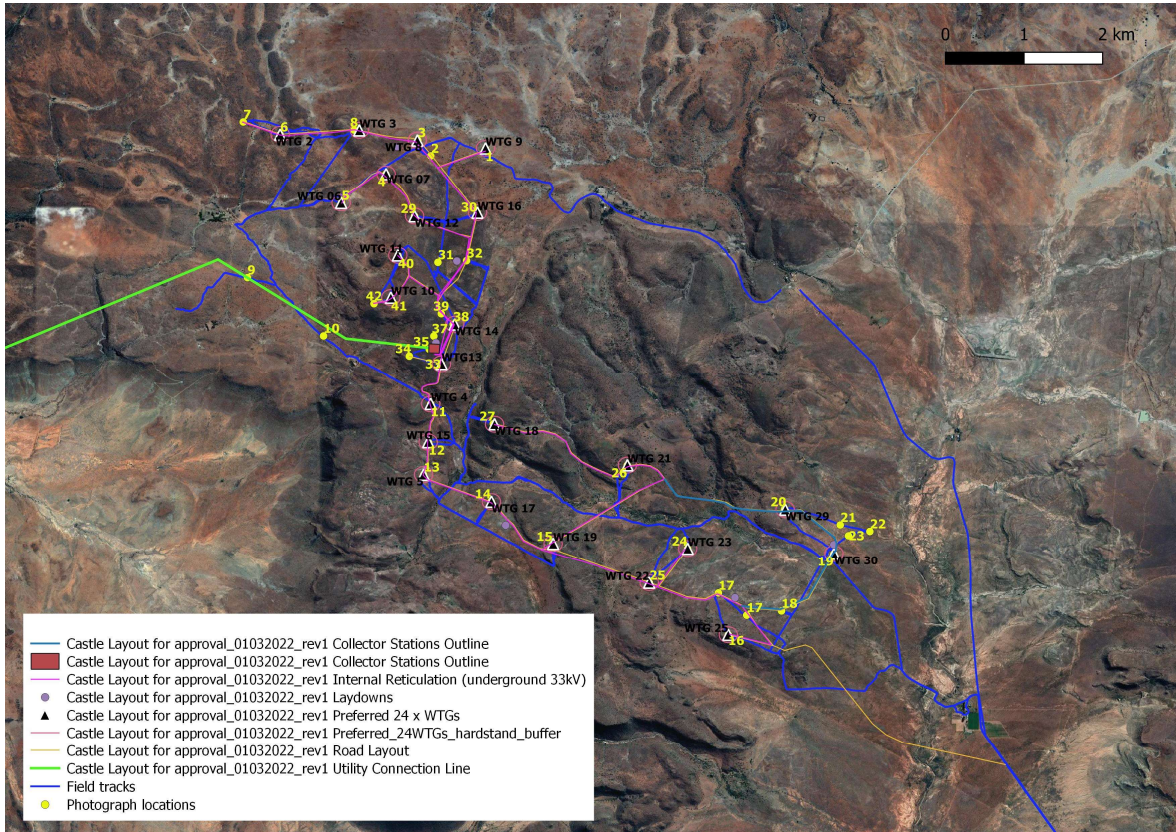 0 1 2 km
7
6
WTG 2
8
WTG 3
3
WTG 8
2
WTG 9
1
4
WTG 07
WTG 06
5
29
WTG 12
30
WTG 16
WTG 11
40
31
32
9
WTG 10
42
41
39
38
WTG 14
10
37
35
34
WTG13
33
WTG 4
11
27
WTG 18
WTG 15
12
13
WTG 5
WTG 21
26
14
WTG 17
20
WTG 29
21
22
23
15
WTG 19
24
WTG 23
19
WTG 30
WTG 22
25
17
17
18
WTG 25
16
Castle Layout for approval_01032022_rev1 Collector Stations Outline
Castle Layout for approval_01032022_rev1 Collector Stations Outline
Castle Layout for approval_01032022_rev1 Internal Reticulation (underground 33kV)
Castle Layout for approval_01032022_rev1 Laydowns
Castle Layout for approval_01032022_rev1 Preferred 24 x WTGs
Castle Layout for approval_01032022_rev1 Preferred_24WTGs_hardstand_buffer
Castle Layout for approval_01032022_rev1 Road Layout
Castle Layout for approval_01032022_rev1 Utility Connection Line
Field tracks
Photograph locations